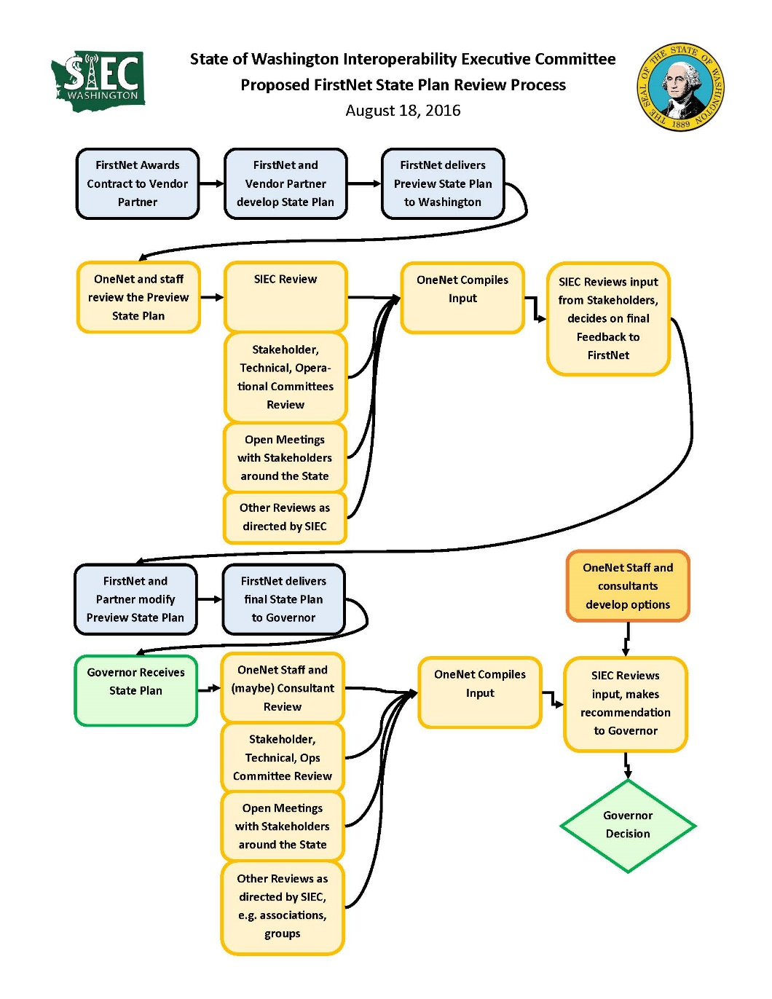 SIEC
WASHINGTON
State of Washington Interoperability Executive Committee
Proposed FirstNet State Plan Review Process
August 18, 2016
THE SEAL OF THE STATE OF WASHINGTON
1889
FirstNet Awards
Contract to Vendor
Partner
FirstNet and
Vendor Partner
develop State Plan
FirstNet delivers
Preview State Plan
to Washington
OneNet and staff
review the Preview
State Plan
SIEC Review
Stakeholder,
Technical, Opera-
tional Committees
Review
Open Meetings
with Stakeholders
around the State
Other Reviews as
directed by SIEC
OneNet Compiles
Input
SIEC Reviews input
from Stakeholders,
decides on final
Feedback to
FirstNet
FirstNet and
Partner modify
Preview State Plan
FirstNet delivers
final State Plan
to Governor
OneNet Staff and
consultants
develop options
Governor Receives
State Plan
OneNet Staff and
(maybe) Consultant
Review
Stakeholder,
Technical, Ops
Committee Review
Open Meetings
with Stakeholders
around the State
Other Reviews as
directed by SIEC,
e.g. associations,
groups
OneNet Compiles
Input
SIEC Reviews
input, makes
recommendation
to Governor
Governor
Decision